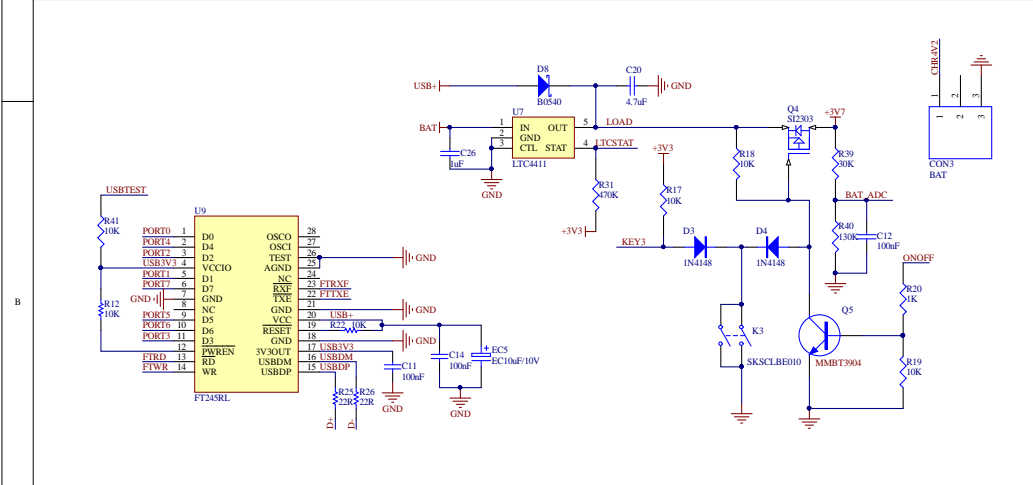 B
CHR4V2
1 2 3
1 2 3
CON3
BAT
USB+
D8
B0540
C20
4.7uF
GND
U7
BAT
1 IN OUT 5 LOAD
2 GND
3 CTL STAT 4 LTCSTAT
LTC4411
C26
1uF
GND
R31
470K
+3V3
+3V3
R17
10K
KEY3
D3
1N4148
D4
1N4148
R18
10K
Q4
SI2303
+3V7
R39
30K
BAT_ADC
R40
130K
C12
100nF
ONOFF
R20
1K
Q5
MMBT3904
R19
10K
K3
SKSCLBE010
USBTEST
R41
10K
R12
10K
U9
PORT0 1 D0 OSCO 28
PORT4 2 D4 OSCI 27
PORT2 3 D2 TEST 26 GND
USB3V3 4 VCCIO AGND 25
PORT1 5 D1 NC 24
PORT7 6 D7 RXF 23 FTRXF
GND 7 GND TXE 22 FTTXE
8 NC GND 21 GND
PORT5 9 D5 VCC 20 USB+
PORT6 10 D6 RESET 19 R22 10K
PORT3 11 D3 GND 18 GND
12 PWREN 3V3OUT 17 USB3V3
FTRD 13 RD USBDM 16 USBDM
FTWR 14 WR USBDP 15 USBDP
FT245RL
R25
22R
R26
22R
D+
D-
C11
100nF
GND
C14
100nF
EC5
EC10uF/10V
GND